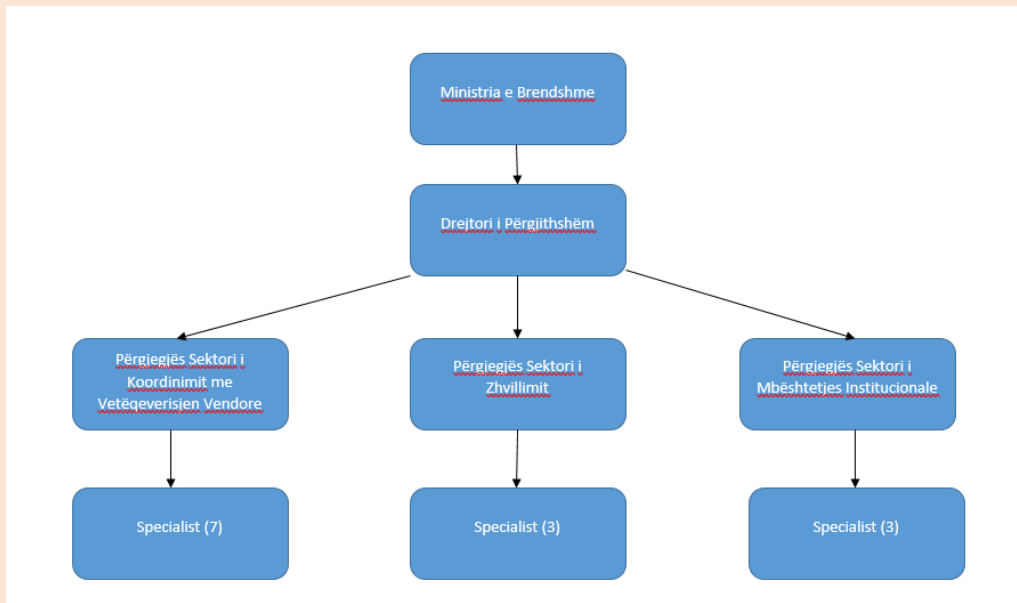 Ministria e Brendshme
Drejtori i Përgjithshëm
Përgjegjës Sektori i
Koordinimit me
Vetëqeverisjen Vendore
Përgjegjës Sektori i
Zhvillimit
Përgjegjës Sektori i
Mbështetjes Institucionale
Specialist (7)
Specialist (3)
Specialist (3)